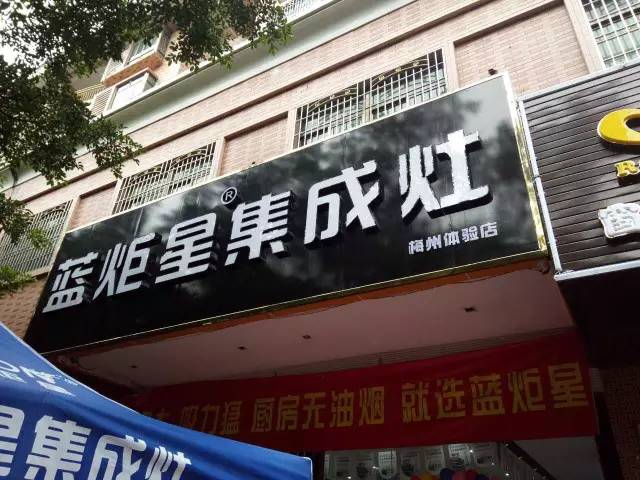 蓝炬星®集成灶
梅州体验店
吸力猛 厨房无油烟 就选蓝炬星
星集成灶
R